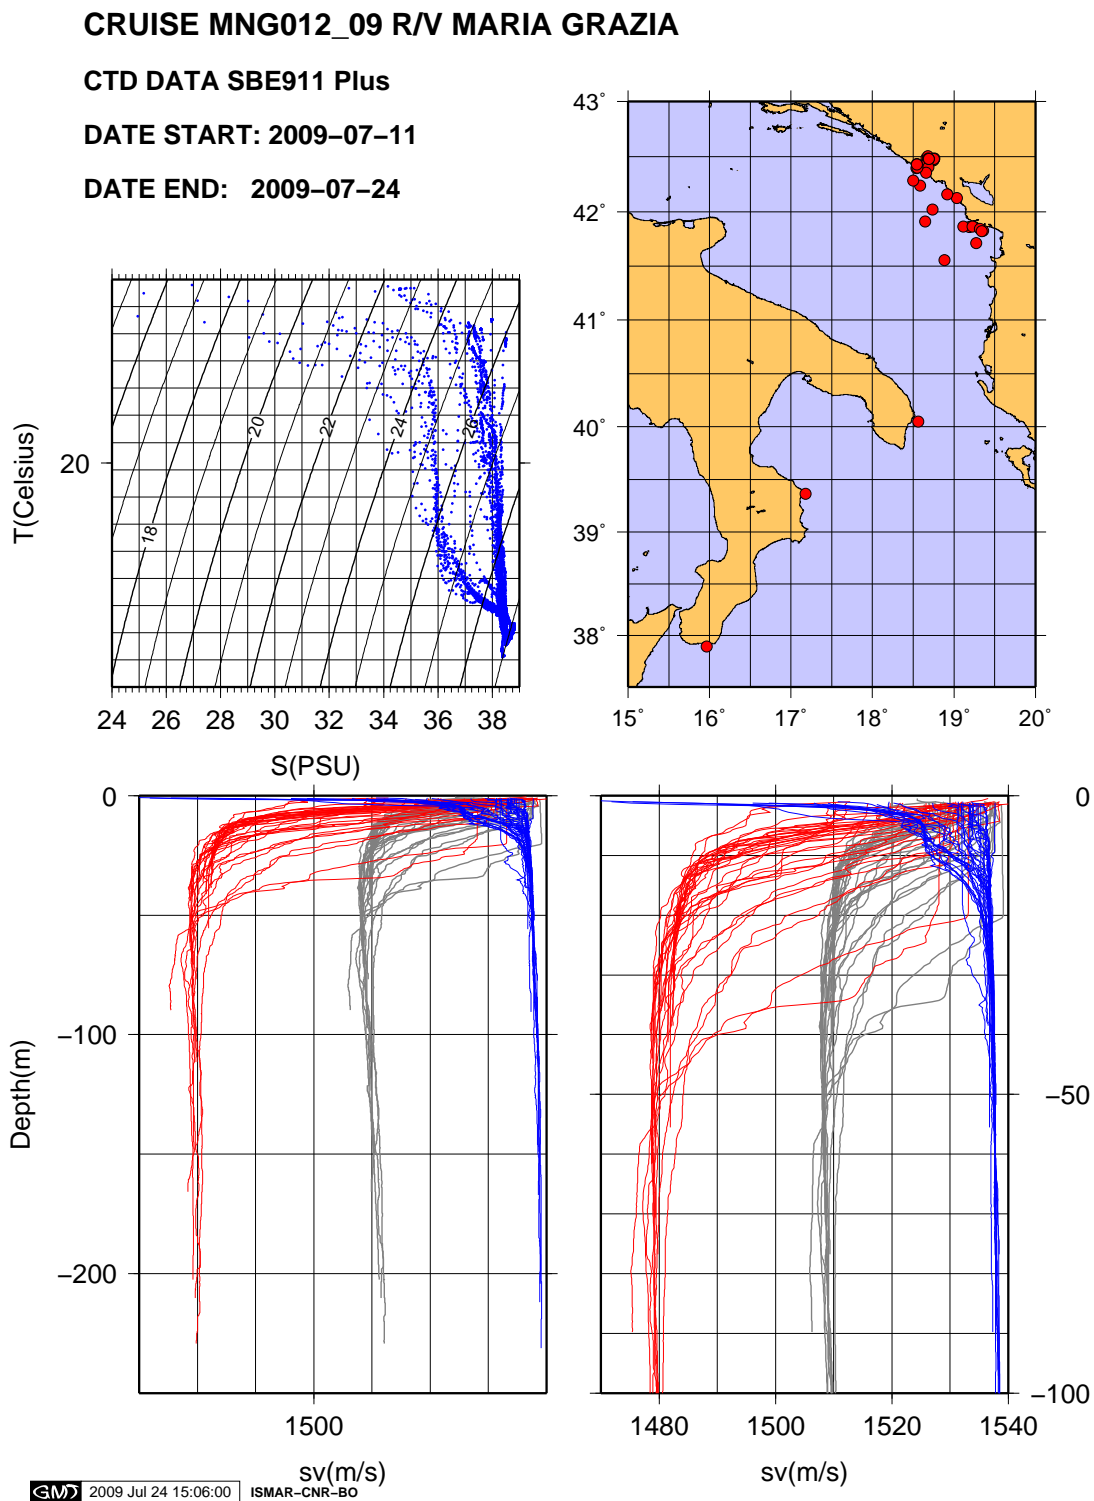 CRUISE MNG012_09 R/V MARIA GRAZIA
CTD DATA SBE911 Plus
DATE START: 2009−07−11
DATE END: 2009−07−24
43°
42°
41°
40°
39°
38°
15° 16° 17° 18° 19° 20°
T(Celsius)
20
18
20
22
24
26
24 26 28 30 32 34 36 38
S(PSU)
0
−100
−200
Depth(m)
1500
sv(m/s)
0
−50
−100
1480 1500 1520 1540
sv(m/s)
GMT 2009 Jul 24 15:06:00 ISMAR−CNR−BO